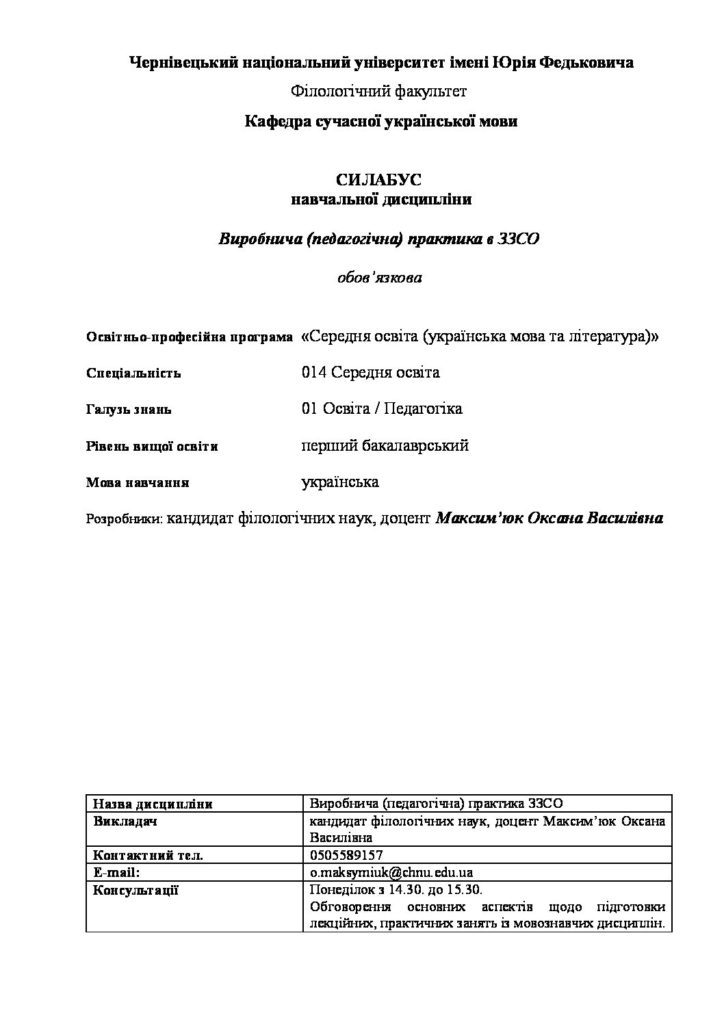 Чернівецький національний університет імені Юрія Федьковича
Філологічний факультет
Кафедра сучасної української мови
СИЛАБУС
навчальної дисципліни
Виробнича (педагогічна) практика в ЗЗСО
обов’язкова
Освітньо-професійна програма «Середня освіта (українська мова та література)»
Спеціальність 014 Середня освіта
Галузь знань 01 Освіта / Педагогіка
Рівень вищої освіти перший бакалаврський
Мова навчання українська
Розробники: кандидат філологічних наук, доцент Максим’юк Оксана Василівна
Назва дисципліни Виробнича (педагогічна) практика ЗЗСО
Викладач кандидат філологічних наук, доцент Максим’юк Оксана
Василівна
Контактний тел. 0505589157
E-mail: o.maksymiuk@chnu.edu.ua
Консультації Понеділок з 14.30. до 15.30.
Обговорення основних аспектів щодо підготовки
лекційних, практичних занять із мовознавчих дисциплін.